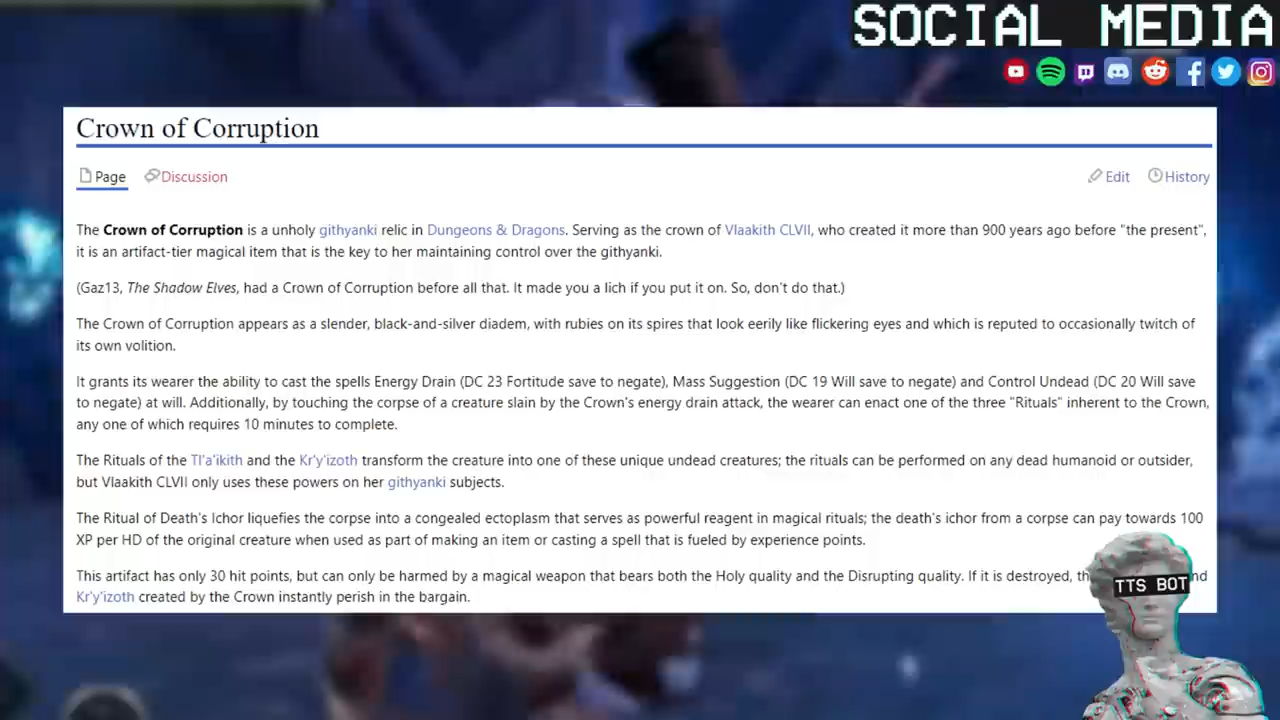 SOCIAL MEDIA
Crown of Corruption
Page
Discussion
Edit
History
The Crown of Corruption is a unholy githyanki relic in Dungeons & Dragons. Serving as the crown of Vlaakith CLVII, who created it more than 900 years ago before "the present",
it is an artifact-tier magical item that is the key to her maintaining control over the githyanki.
(Gaz13, The Shadow Elves, had a Crown of Corruption before all that. It made you a lich if you put it on. So, don't do that.)
The Crown of Corruption appears as a slender, black-and-silver diadem, with rubies on its spires that look eerily like flickering eyes and which is reputed to occasionally twitch of
its own volition.
It grants its wearer the ability to cast the spells Energy Drain (DC 23 Fortitude save to negate), Mass Suggestion (DC 19 Will save to negate) and Control Undead (DC 20 Will save
to negate) at will. Additionally, by touching the corpse of a creature slain by the Crown's energy drain attack, the wearer can enact one of the three "Rituals" inherent to the Crown,
any one of which requires 10 minutes to complete.
The Rituals of the Tl'a'ikith and the Kr'y'izoth transform the creature into one of these unique undead creatures; the rituals can be performed on any dead humanoid or outsider,
but Vlaakith CLVII only uses these powers on her githyanki subjects.
The Ritual of Death's Ichor liquefies the corpse into a congealed ectoplasm that serves as powerful reagent in magical rituals; the death's ichor from a corpse can pay towards 100
XP per HD of the original creature when used as part of making an item or casting a spell that is fueled by experience points.
This artifact has only 30 hit points, but can only be harmed by a magical weapon that bears both the Holy quality and the Disrupting quality. If it is destroyed,
Kr'y'izoth created by the Crown instantly perish in the bargain.
TTS BOT